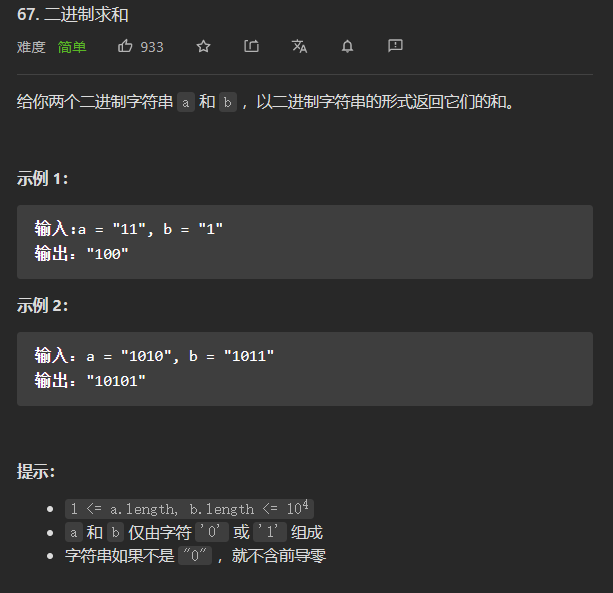 67. 二进制求和
难度 简单 933
给你两个二进制字符串 a 和 b ，以二进制字符串的形式返回它们的和。
示例 1：
输入:a = "11", b = "1"
输出："100"
示例 2：
输入：a = "1010", b = "1011"
输出："10101"
提示：
1 <= a.length, b.length <= 10⁴
a 和 b 仅由字符 '0' 或 '1' 组成
字符串如果不是 "0" ，就不含前导零